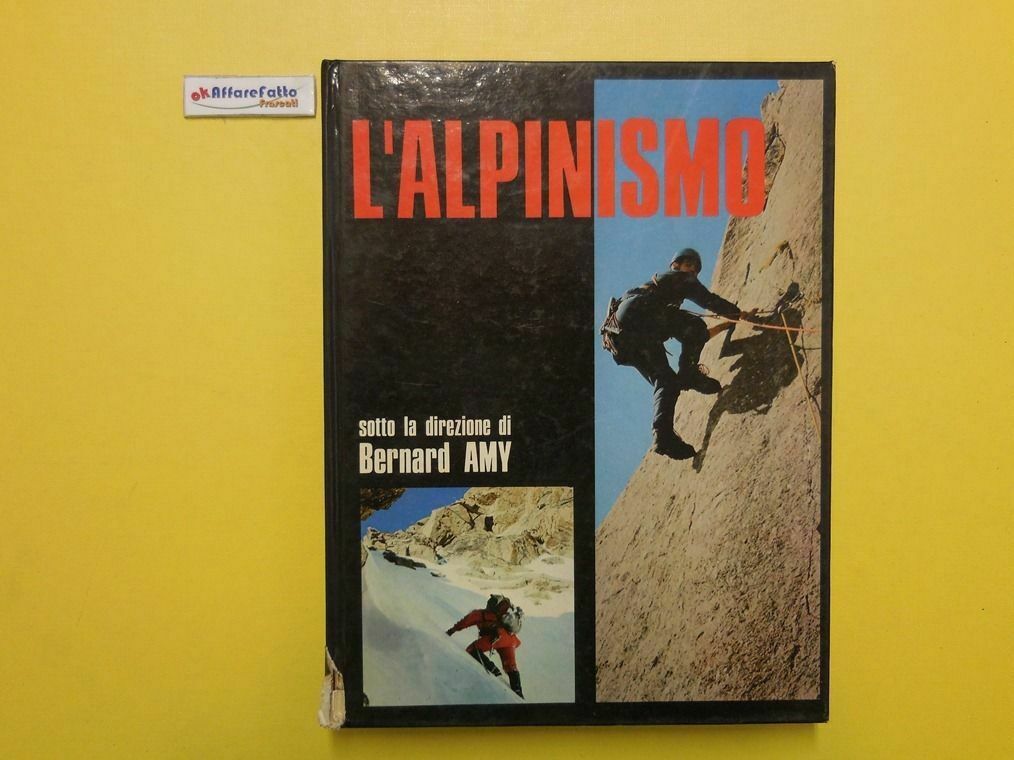 okAffareFatto
Frascati
L'ALPINISMO
sotto la direzione di
Bernard AMY